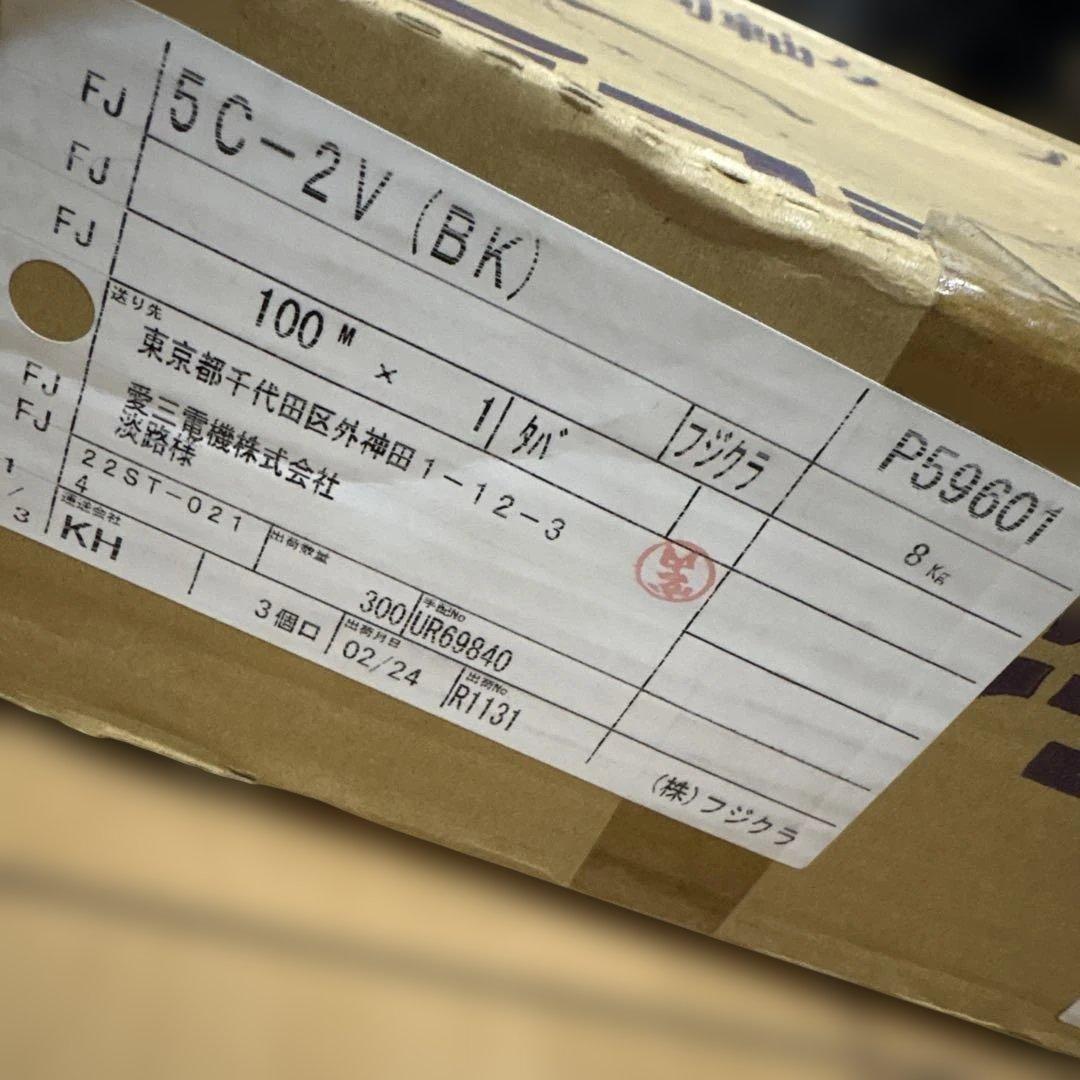 FJ
FJ
FJ
FJ
FJ
1/3
5C-2V (BK)
P59601
100 M × 1 タバ フジクラ
8 Kg
送り先
東京都千代田区外神田1-12-3
愛三電機株式会社
淡路様
22ST-021
4
出荷数量
300
手配No
UR69840
運送会社
KH
3個口
出荷月日
02/24
出荷No
R1131
(株)フジクラ